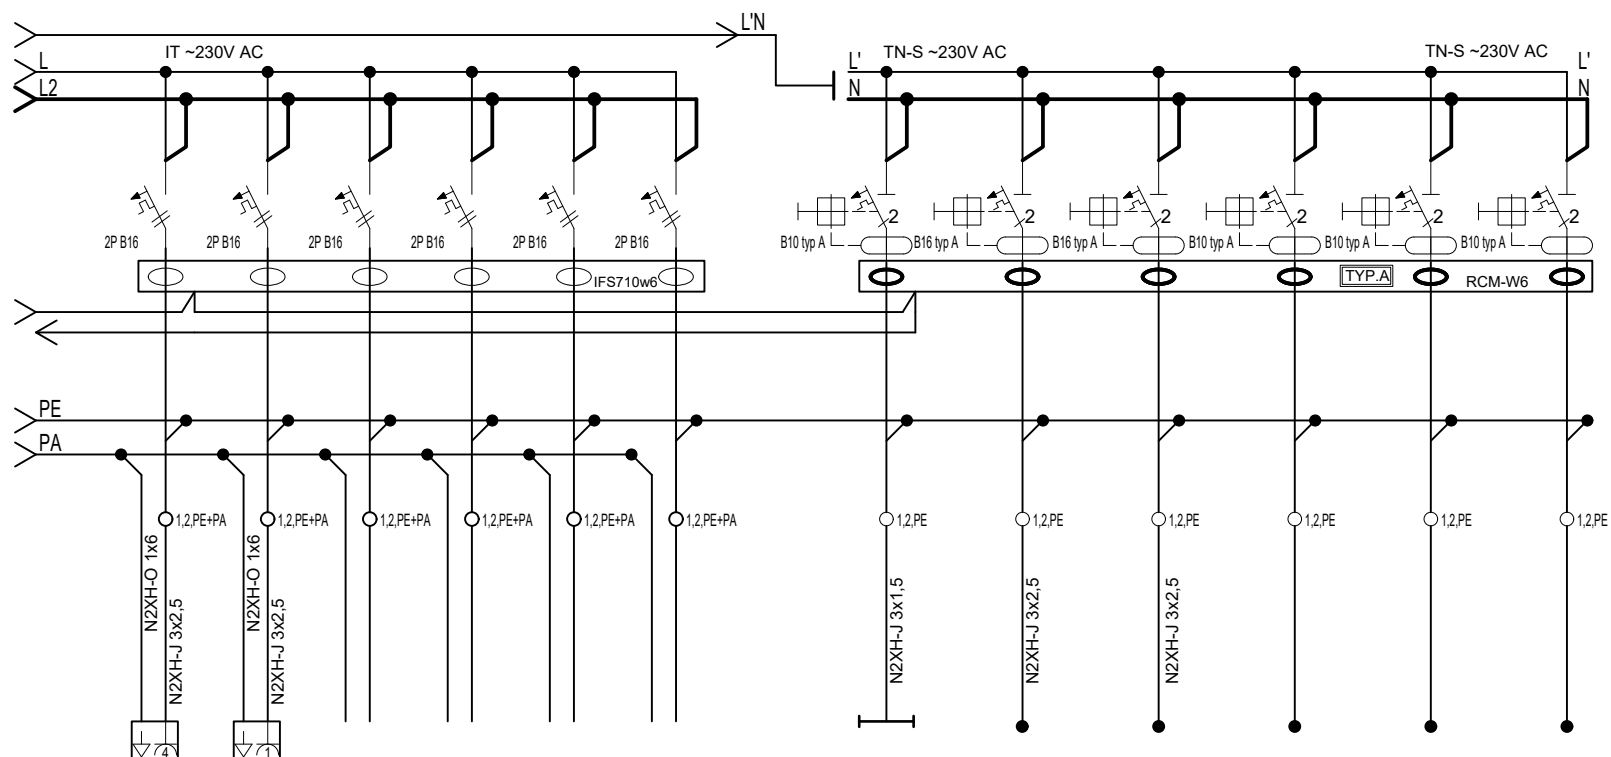 L'N
IT ~230V AC
TN-S ~230V AC
TN-S ~230V AC
L
L'
L'
L2
N
N
2
2
2
2
2
2
2P B16
2P B16
2P B16
2P B16
2P B16
2P B16
B10 typ A
B16 typ A
B16 typ A
B10 typ A
B10 typ A
B10 typ A
IFS710w6
TYP.A
RCM-W6
PE
PA
1,2,PE+PA
1,2,PE+PA
1,2,PE+PA
1,2,PE+PA
1,2,PE+PA
1,2,PE+PA
1,2,PE
1,2,PE
1,2,PE
1,2,PE
1,2,PE
1,2,PE
N2XH-O 1x6
N2XH-J 3x2,5
N2XH-O 1x6
N2XH-J 3x2,5
N2XH-J 3x1,5
N2XH-J 3x2,5
N2XH-J 3x2,5
4
1